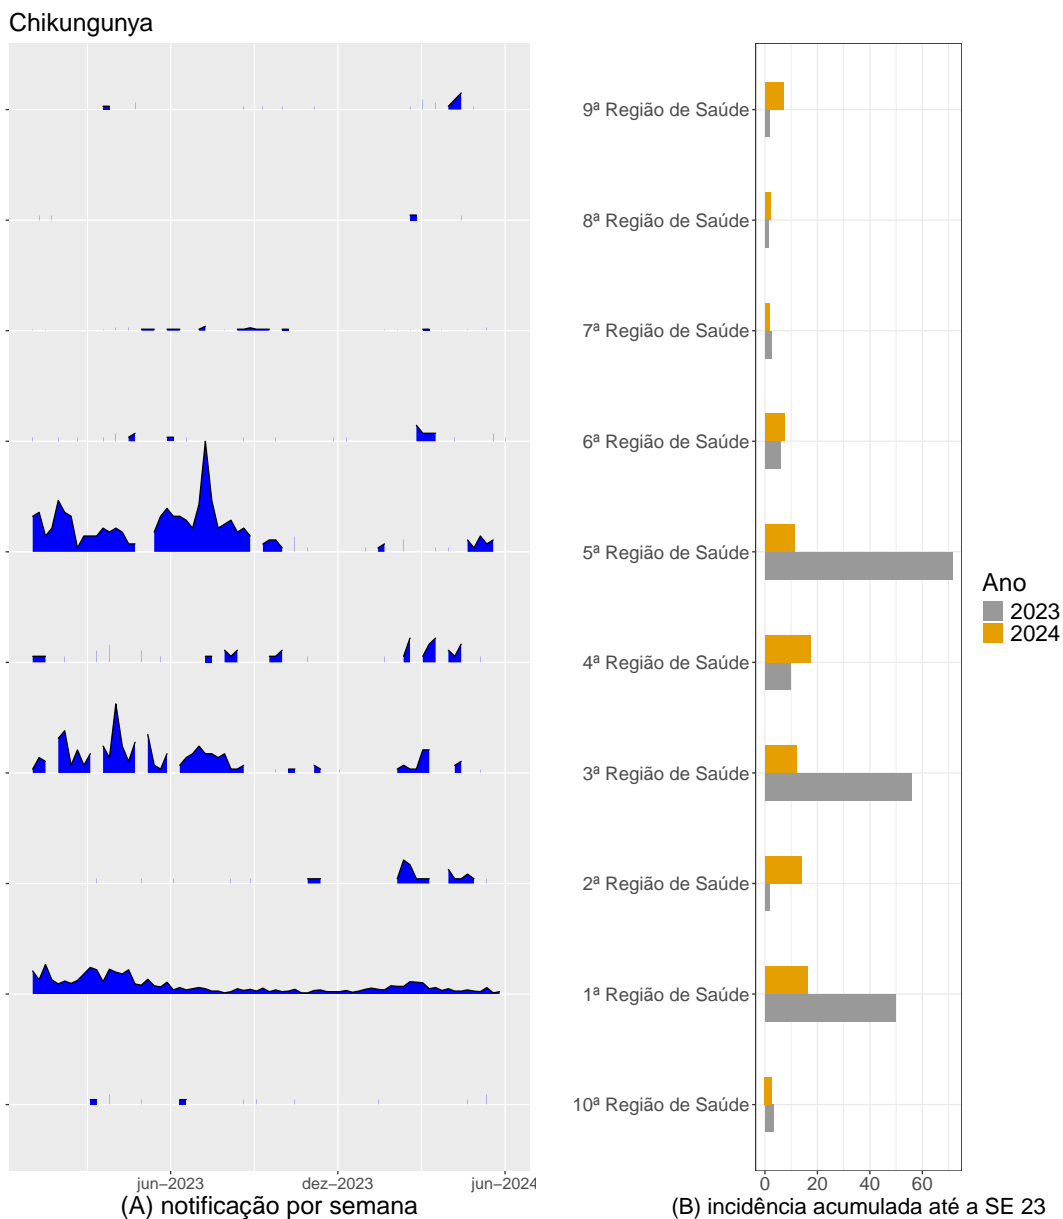 Chikungunya
9ª Região de Saúde
8ª Região de Saúde
7ª Região de Saúde
6ª Região de Saúde
5ª Região de Saúde
4ª Região de Saúde
3ª Região de Saúde
2ª Região de Saúde
1ª Região de Saúde
10ª Região de Saúde
Ano
2023
2024
jun–2023 dez–2023 jun–2024
0 20 40 60
(A) notificação por semana
(B) incidência acumulada até a SE 23